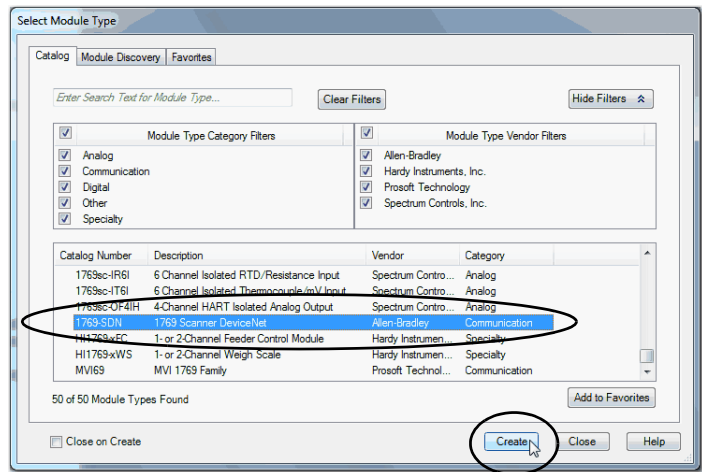 Select Module Type
Catalog Module Discovery Favorites
Enter Search Text for Module Type... Clear Filters Hide Filters
Module Type Category Filters Module Type Vendor Filters
Analog Allen-Bradley
Communication Hardy Instruments, Inc.
Digital Prosoft Technology
Other Spectrum Controls, Inc.
Specialty
Catalog Number Description Vendor Category
1769sc-IR6I 6 Channel Isolated RTD/Resistance Input Spectrum Contro... Analog
1769sc-IT6I 6 Channel Isolated Thermocouple/mV Input Spectrum Contro... Analog
1769sc-OF4IH 4-Channel HART Isolated Analog Output Spectrum Contro... Analog
1769-SDN 1769 Scanner DeviceNet Allen-Bradley Communication
HI1769-xFC 1- or 2-Channel Feeder Control Module Hardy Instrumen... Specialty
HI1769-xWS 1- or 2-Channel Weigh Scale Hardy Instrumen... Specialty
MVI69 MVI 1769 Family Prosoft Technol... Communication
50 of 50 Module Types Found Add to Favorites
Close on Create Create Close Help